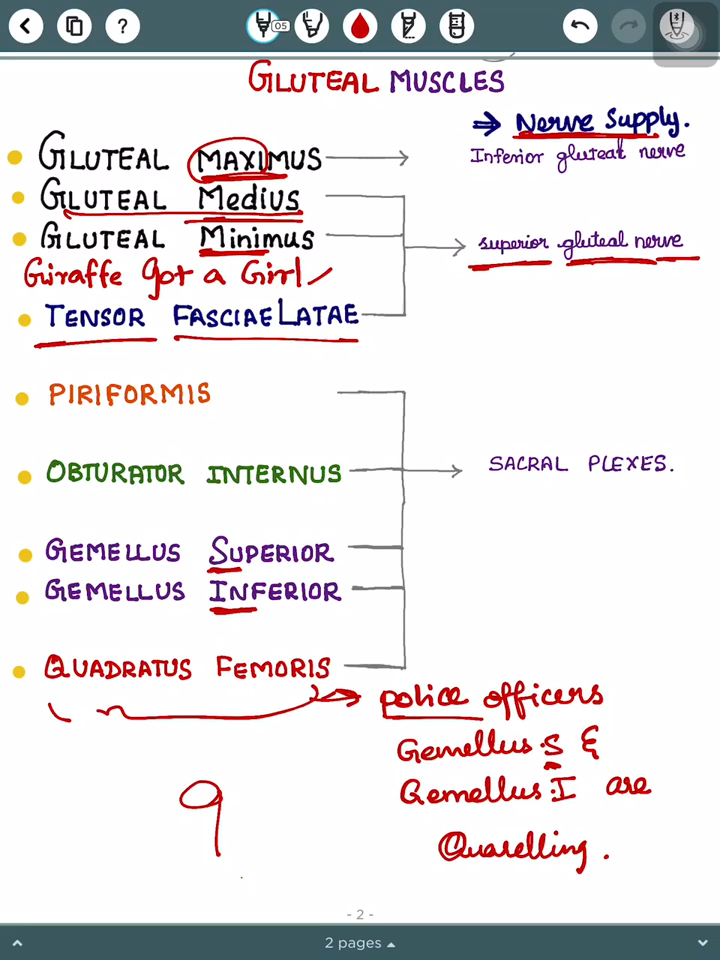 05
GLUTEAL MUSCLES
⇒ Nerve Supply.
• GLUTEAL MAXIMUS → Inferior gluteal nerve
• GLUTEAL Medius
• GLUTEAL Minimus → superior gluteal nerve
Giraffe Got a Girl
• TENSOR FASCIAE LATAE
• PIRIFORMIS
• OBTURATOR INTERNUS → SACRAL PLEXES.
• GEMELLUS SUPERIOR
• GEMELLUS INFERIOR
• QUADRATUS FEMORIS
→ police officers
Gemellus.S &
Gemellus:I are
Quarelling.
9
- 2 -
2 pages